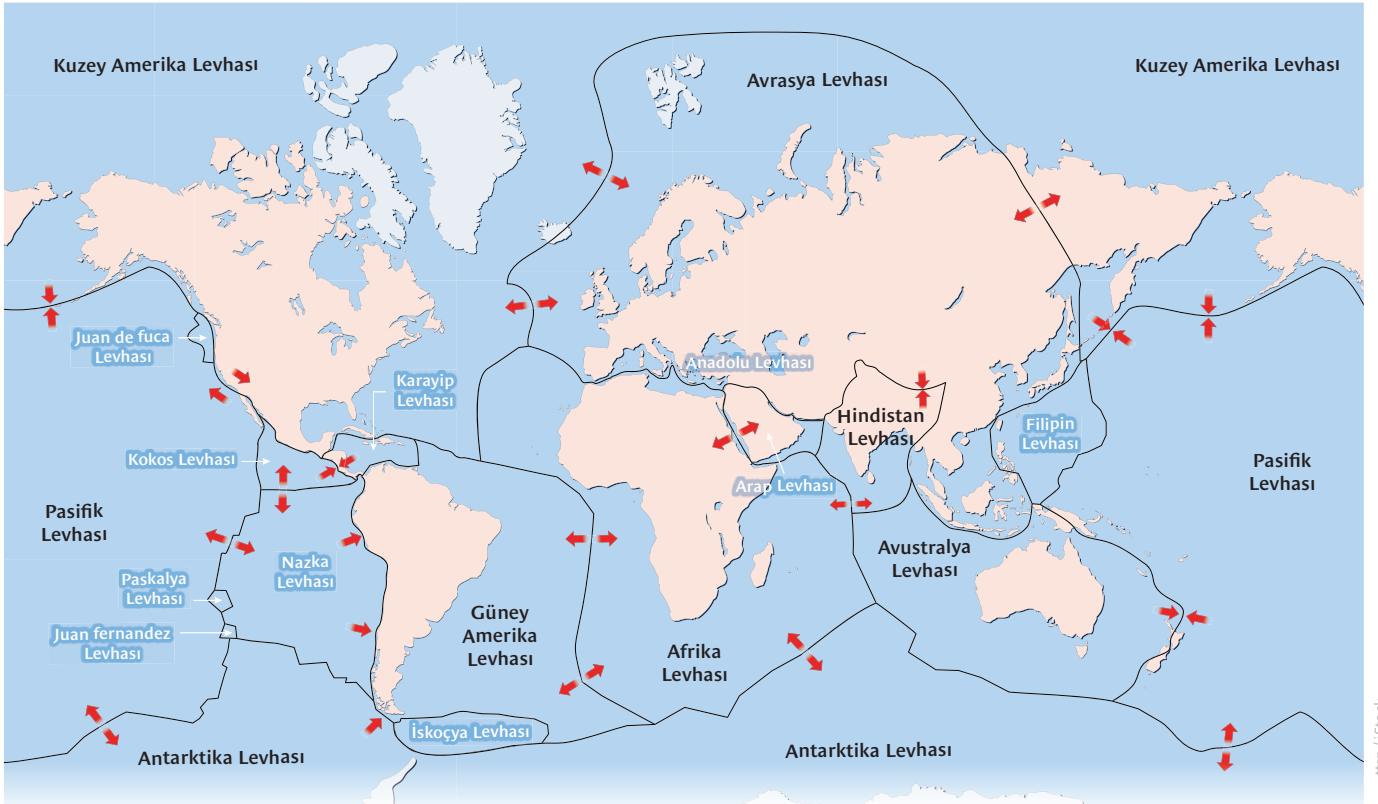 Kuzey Amerika Levhası
Avrasya Levhası
Kuzey Amerika Levhası
Juan de fuca
Levhası
Karayip
Levhası
Anadolu Levhası
Hindistan
Levhası
Filipin
Levhası
Kokos Levhası
Arap Levhası
Pasifik
Levhası
Pasifik
Levhası
Nazka
Levhası
Avustralya
Levhası
Paskalya
Levhası
Juan fernandez
Levhası
Güney
Amerika
Levhası
Afrika
Levhası
İskoçya Levhası
Antarktika Levhası
Antarktika Levhası